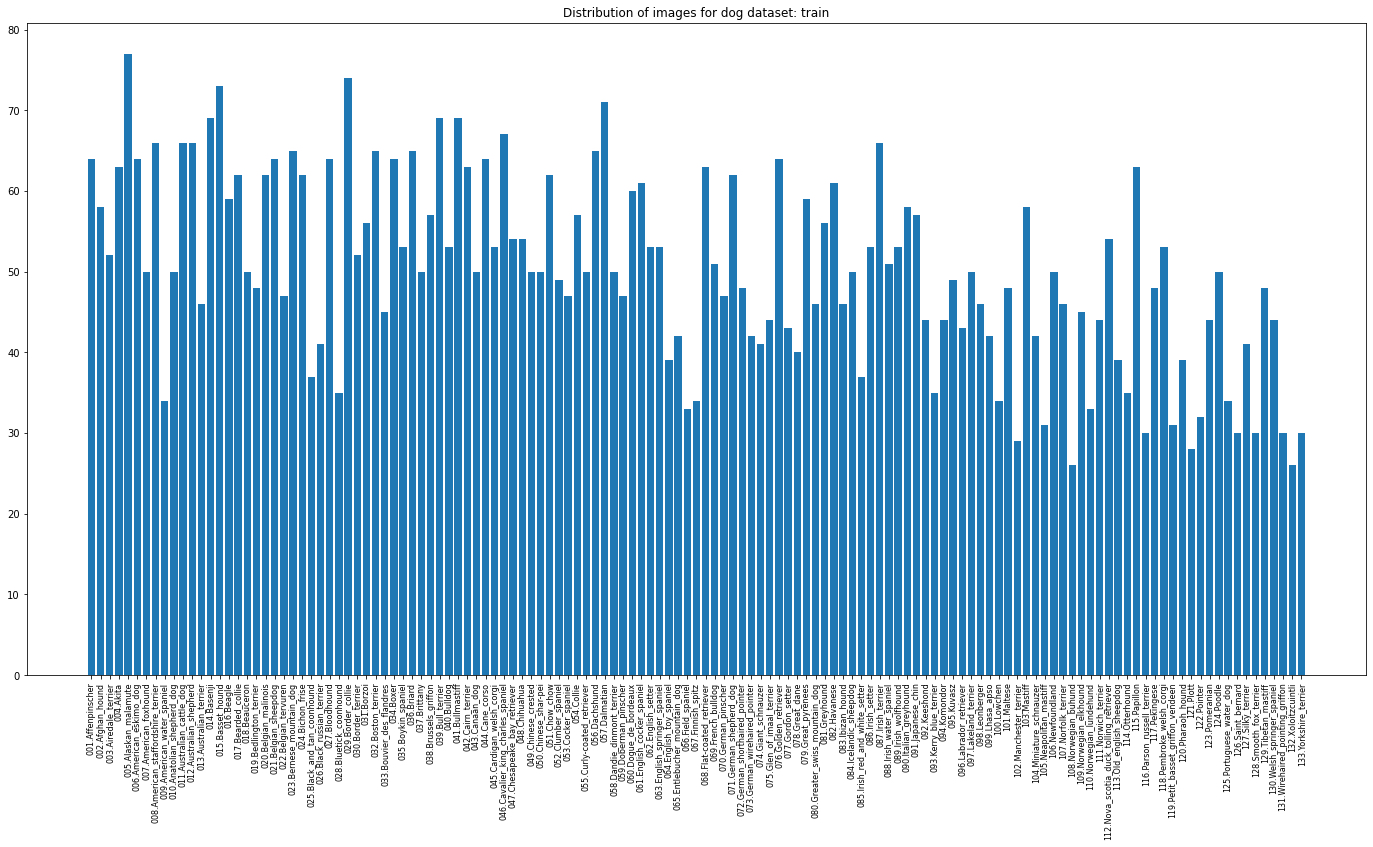 Distribution of images for dog dataset: train
80
70
60
50
40
30
20
10
0
001.Affenpinscher
002.Afghan_hound
003.Airedale_terrier
004.Akita
005.Alaskan_malamute
006.American_eskimo_dog
007.American_foxhound
008.American_staffordshire_terrier
009.American_water_spaniel
010.Anatolian_shepherd_dog
011.Australian_cattle_dog
012.Australian_shepherd
013.Australian_terrier
014.Basenji
015.Basset_hound
016.Beagle
017.Bearded_collie
018.Beauceron
019.Bedlington_terrier
020.Belgian_malinois
021.Belgian_sheepdog
022.Belgian_tervuren
023.Bernese_mountain_dog
024.Bichon_frise
025.Black_and_tan_coonhound
026.Black_russian_terrier
027.Bloodhound
028.Bluetick_coonhound
029.Border_collie
030.Border_terrier
031.Borzoi
032.Boston_terrier
033.Bouvier_des_flandres
034.Boxer
035.Boykin_spaniel
036.Briard
037.Brittany
038.Brussels_griffon
039.Bull_terrier
040.Bulldog
041.Bullmastiff
042.Cairn_terrier
043.Canaan_dog
044.Cane_corso
045.Cardigan_welsh_corgi
046.Cavalier_king_charles_spaniel
047.Chesapeake_bay_retriever
048.Chihuahua
049.Chinese_crested
050.Chinese_shar-pei
051.Chow_chow
052.Clumber_spaniel
053.Cocker_spaniel
054.Collie
055.Curly-coated_retriever
056.Dachshund
057.Dalmatian
058.Dandie_dinmont_terrier
059.Doberman_pinscher
060.Dogue_de_bordeaux
061.English_cocker_spaniel
062.English_setter
063.English_springer_spaniel
064.English_toy_spaniel
065.Entlebucher_mountain_dog
066.Field_spaniel
067.Finnish_spitz
068.Flat-coated_retriever
069.French_bulldog
070.German_pinscher
071.German_shepherd_dog
072.German_shorthaired_pointer
073.German_wirehaired_pointer
074.Giant_schnauzer
075.Glen_of_imaal_terrier
076.Golden_retriever
077.Gordon_setter
078.Great_dane
079.Great_pyrenees
080.Greater_swiss_mountain_dog
081.Greyhound
082.Havanese
083.Ibizan_hound
084.Icelandic_sheepdog
085.Irish_red_and_white_setter
086.Irish_setter
087.Irish_terrier
088.Irish_water_spaniel
089.Irish_wolfhound
090.Italian_greyhound
091.Japanese_chin
092.Keeshond
093.Kerry_blue_terrier
094.Komondor
095.Kuvasz
096.Labrador_retriever
097.Lakeland_terrier
098.Leonberger
099.Lhasa_apso
100.Lowchen
101.Maltese
102.Manchester_terrier
103.Mastiff
104.Miniature_schnauzer
105.Neapolitan_mastiff
106.Newfoundland
107.Norfolk_terrier
108.Norwegian_buhund
109.Norwegian_elkhound
110.Norwegian_lundehund
111.Norwich_terrier
112.Nova_scotia_duck_tolling_retriever
113.Old_english_sheepdog
114.Otterhound
115.Papillon
116.Parson_russell_terrier
117.Pekingese
118.Pembroke_welsh_corgi
119.Petit_basset_griffon_vendeen
120.Pharaoh_hound
121.Plott
122.Pointer
123.Pomeranian
124.Poodle
125.Portuguese_water_dog
126.Saint_bernard
127.Silky_terrier
128.Smooth_fox_terrier
129.Tibetan_mastiff
130.Welsh_springer_spaniel
131.Wirehaired_pointing_griffon
132.Xoloitzcuintli
133.Yorkshire_terrier